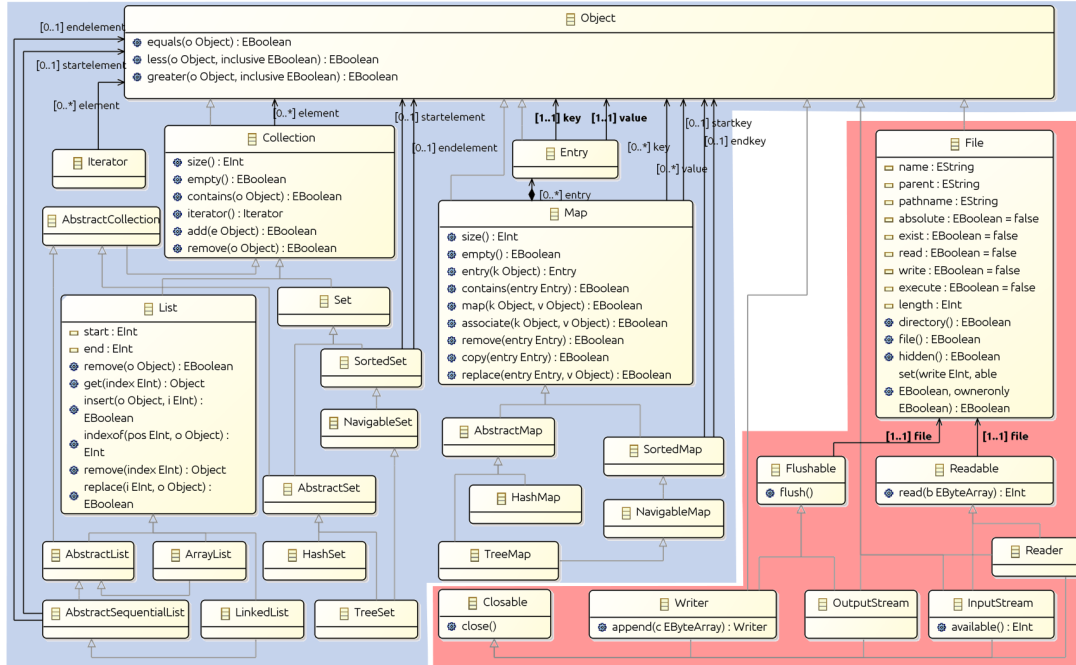 Object
[0..1] endelement
equals(o Object) : EBoolean
less(o Object, inclusive EBoolean) : EBoolean
[0..1] startelement
greater(o Object, inclusive EBoolean) : EBoolean
[0..*] element
[0..*] element
[0..1] startelement
[1..1] key
[1..1] value
[0..1] startkey
Collection
[0..1] endelement
[0..*] key
[0..1] endkey
File
Iterator
size() : EInt
empty() : EBoolean
contains(o Object) : EBoolean
iterator() : Iterator
add(e Object) : EBoolean
remove(o Object) : EBoolean
Entry
[0..*] value
[0..*] entry
name : EString
parent : EString
pathname : EString
absolute : EBoolean = false
exist : EBoolean = false
read : EBoolean = false
write : EBoolean = false
execute : EBoolean = false
length : EInt
directory() : EBoolean
file() : EBoolean
hidden() : EBoolean
set(write EInt, able
EBoolean, owneronly
EBoolean) : EBoolean
AbstractCollection
Map
size() : EInt
empty() : EBoolean
entry(k Object) : Entry
contains(entry Entry) : EBoolean
map(k Object, v Object) : EBoolean
associate(k Object, v Object) : EBoolean
remove(entry Entry) : EBoolean
copy(entry Entry) : EBoolean
replace(entry Entry, v Object) : EBoolean
List
start : EInt
end : EInt
remove(o Object) : EBoolean
get(index EInt) : Object
insert(o Object, i EInt) :
EBoolean
indexof(pos EInt, o Object) :
EInt
remove(index EInt) : Object
replace(i EInt, o Object) :
EBoolean
Set
SortedSet
NavigableSet
AbstractMap
SortedMap
[1..1] file
[1..1] file
Flushable
flush()
Readable
read(b EByteArray) : EInt
AbstractSet
HashMap
NavigableMap
AbstractList
ArrayList
HashSet
TreeMap
Reader
AbstractSequentialList
LinkedList
TreeSet
Closable
close()
Writer
append(c EByteArray) : Writer
OutputStream
InputStream
available() : EInt